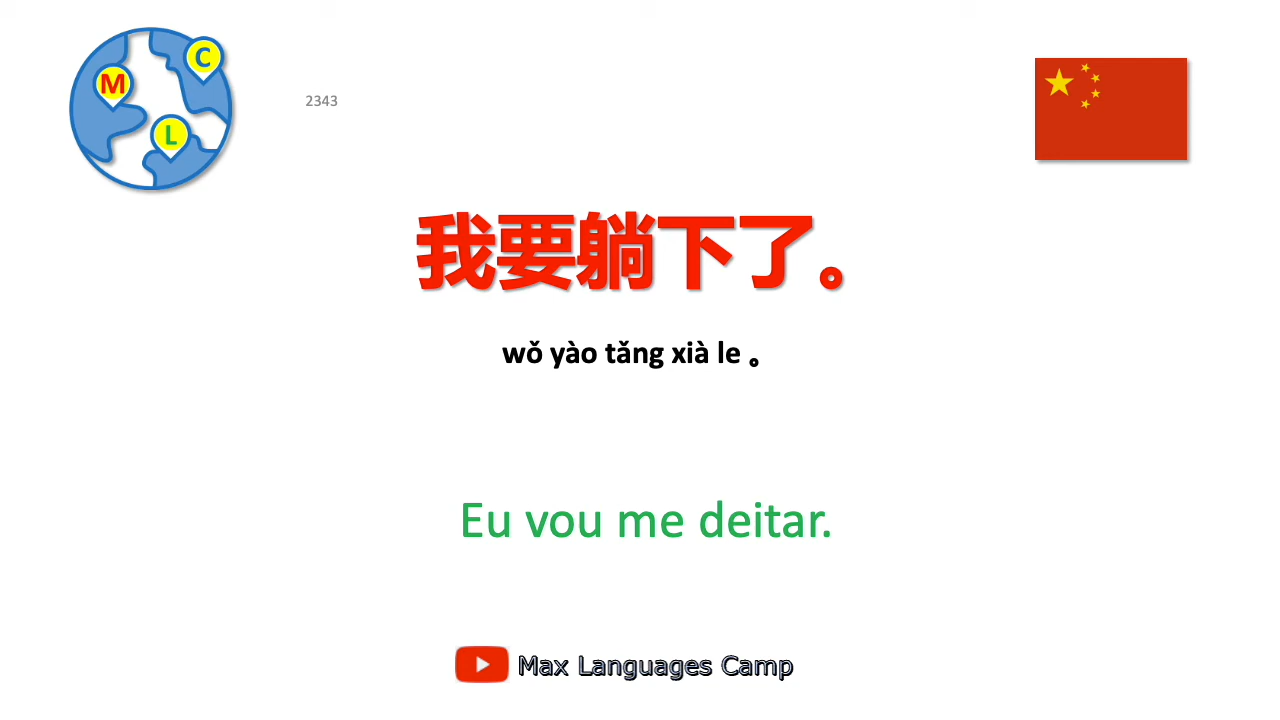 M
C
L
2343
我要躺下了。
wǒ yào tǎng xià le 。
Eu vou me deitar.
Max Languages Camp